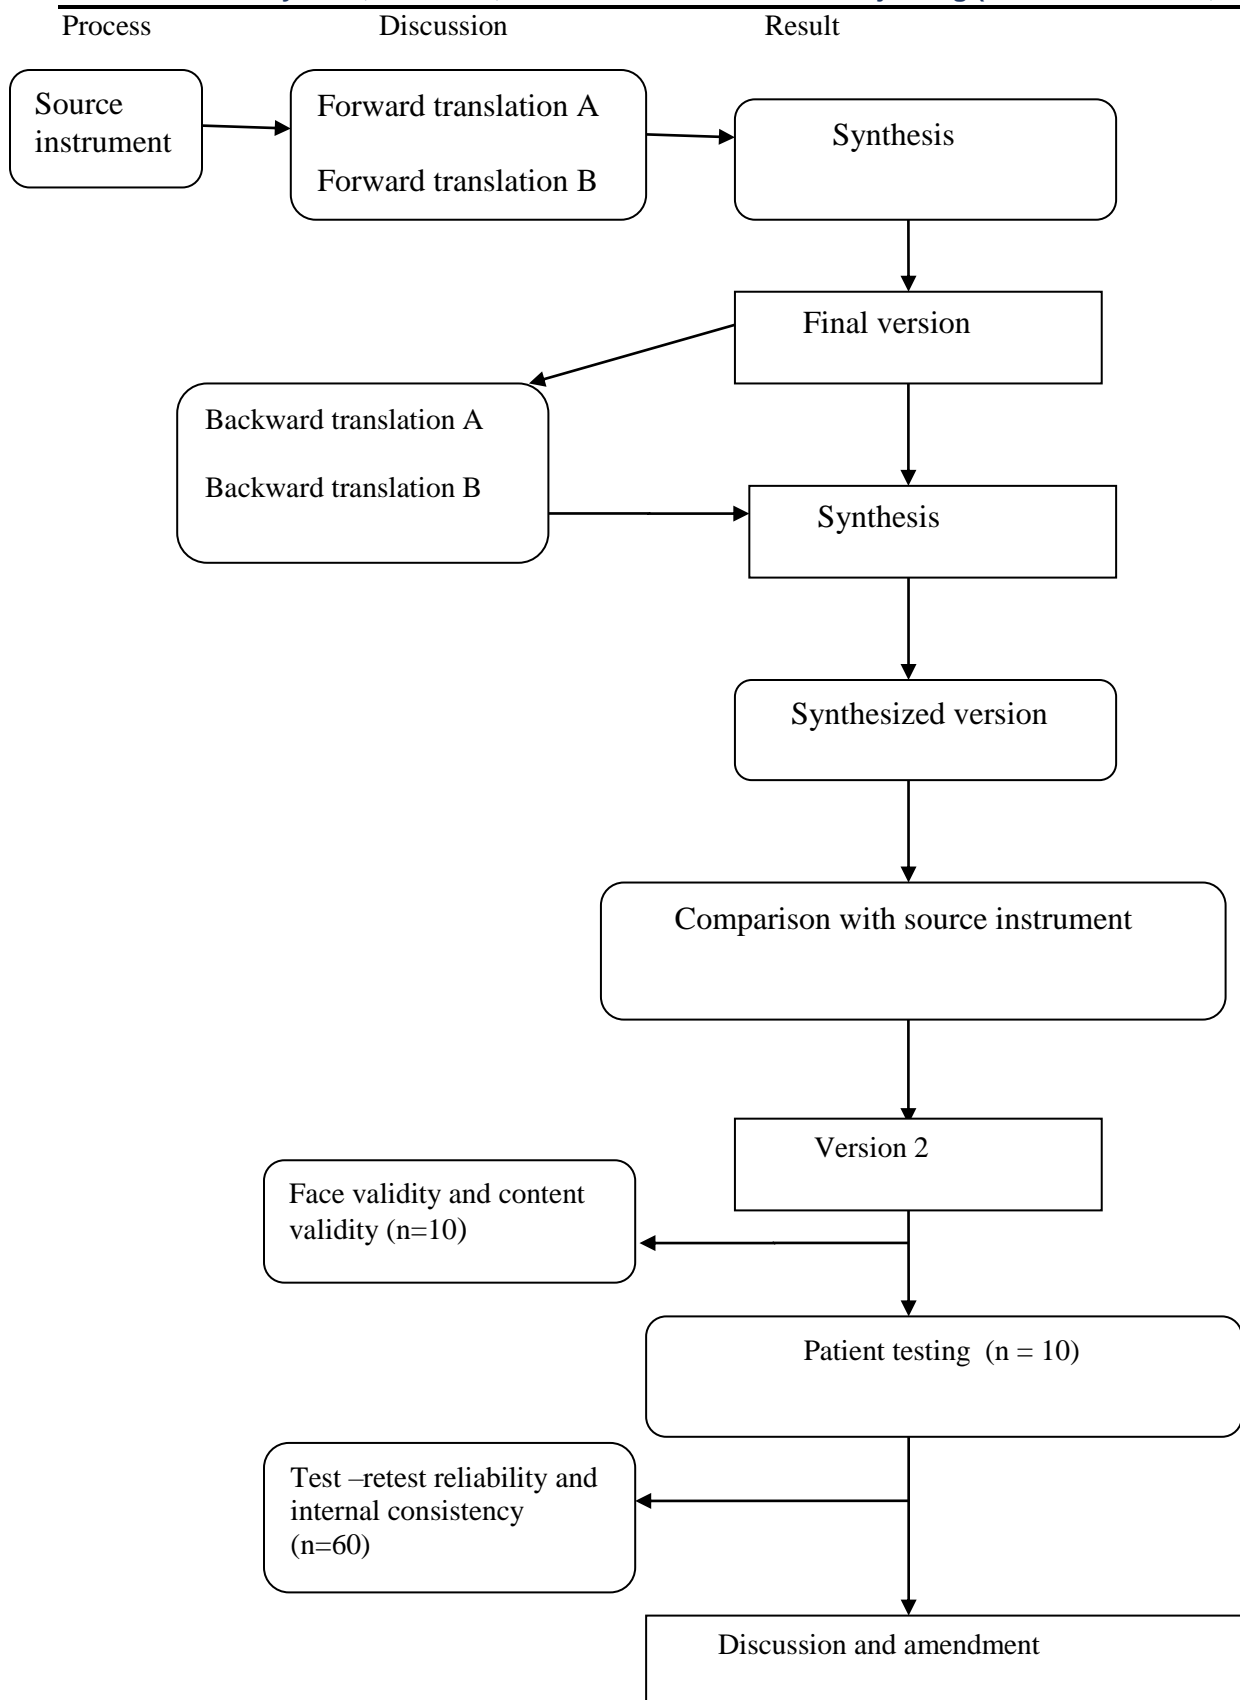 Process Discussion Result
Source
instrument
Forward translation A
Forward translation B
Synthesis
Final version
Backward translation A
Backward translation B
Synthesis
Synthesized version
Comparison with source instrument
Version 2
Face validity and content
validity (n=10)
Patient testing (n = 10)
Test –retest reliability and
internal consistency
(n=60)
Discussion and amendment